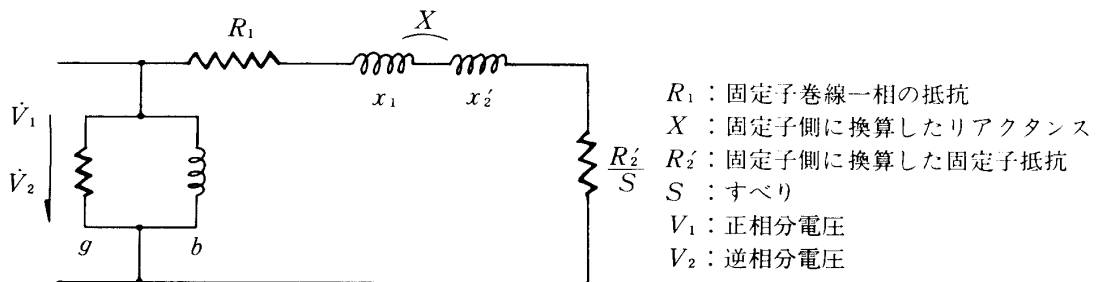 X
R₁
x₁ x₂′
V̇₁
V̇₂
R₂′
S
g b
R₁：固定子巻線一相の抵抗
X：固定子側に換算したリアクタンス
R₂′：固定子側に換算した固定子抵抗
S：すべり
V₁：正相分電圧
V₂：逆相分電圧